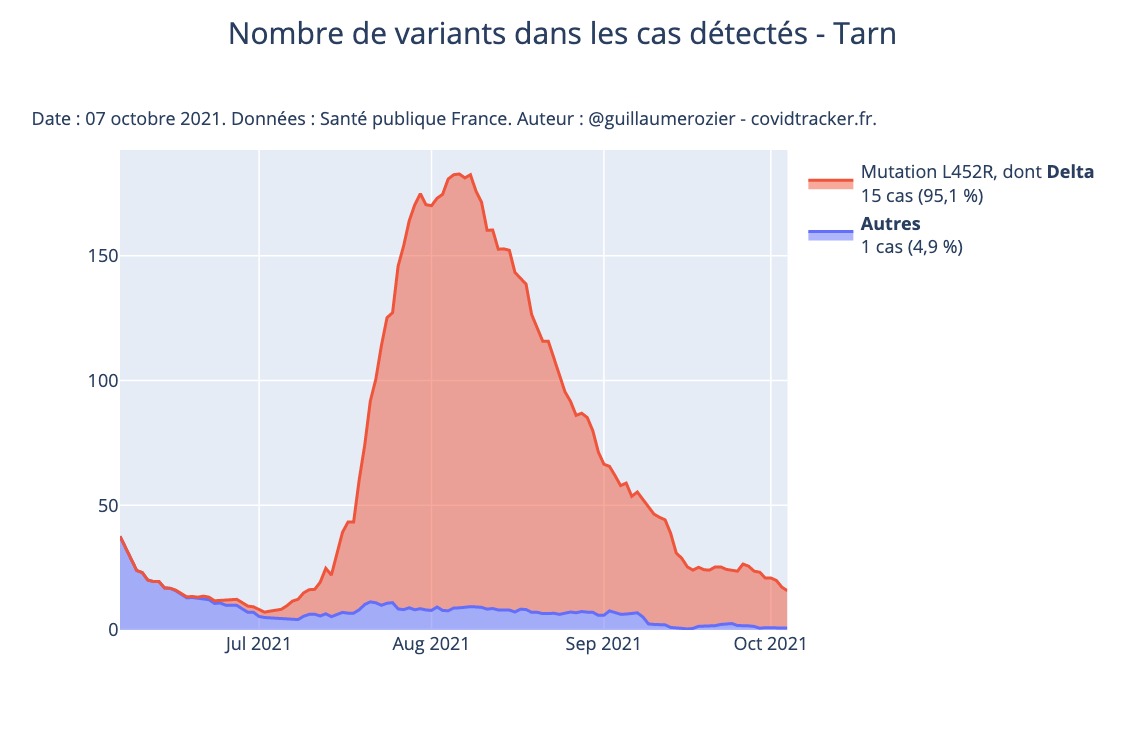 Nombre de variants dans les cas détectés - Tarn
Date : 07 octobre 2021. Données : Santé publique France. Auteur : @guillaumerozier - covidtracker.fr.
Mutation L452R, dont Delta
15 cas (95,1 %)
Autres
1 cas (4,9 %)
150
100
50
0
Jul 2021
Aug 2021
Sep 2021
Oct 2021